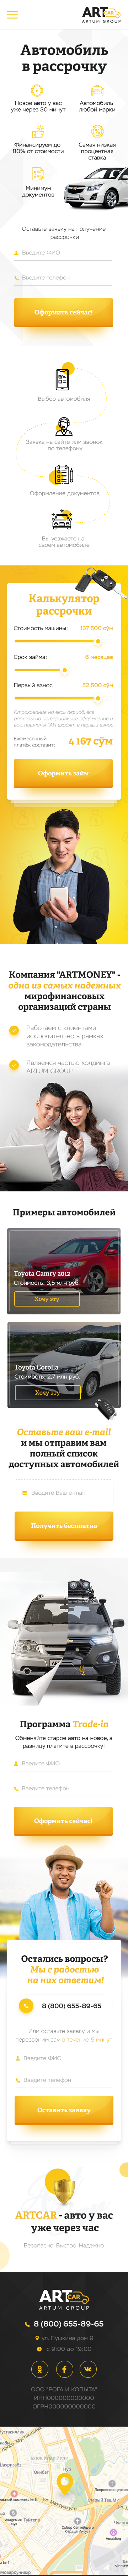 ARTCAR
ARTUM GROUP
Автомобиль
в рассрочку
Новое авто у вас
уже через 30 минут
Автомобиль
любой марки
Финансируем до
80% от стоимости
Самая низкая
процентная
ставка
Минимум
документов
Оставьте заявку на получение
рассрочки
Введите ФИО
Введите телефон
Оформить сейчас!
Выбор автомобиля
Заявка на сайте или звонок
по телефону
Оформление документов
Вы уезжаете на
своем автомобиле
Калькулятор
рассрочки
Стоимость машины: 137 500 сўм
Срок займа: 6 месяцев
Первый взнос 52 500 сўм
Ежемесячный
платёж составит: 4 167 сўм
Оформить займ
Компания "ARTMONEY" -
одна из самых надежных
микрофинансовых
организаций страны
Работаем с клиентами
исключительно в рамках
законодательства
Являемся частью холдинга
ARTUM GROUP
Примеры автомобилей
Toyota Camry 2012
Стоимость: 3,5 млн руб.
Хочу эту
Toyota Corolla
Стоимость: 2,7 млн руб.
Хочу эту
Оставьте ваш e-mail
и мы отправим вам
полный список
доступных автомобилей
Введите Ваш e-mail
Получить бесплатно
Программа Trade-in
Обменяйте старое авто на новое, а
разницу платите в рассрочку!
Введите ФИО
Введите телефон
Оформить сейчас!
Остались вопросы?
Мы с радостью
на них ответим!
8 (800) 655-89-65
Или оставьте заявку и мы
перезвоним вам в течение 5 минут
Введите ФИО
Введите телефон
Оставить заявку
ARTCAR - авто у вас
уже через час
Безопасно. Быстро. Надежно.
ARTCAR
ARTUM GROUP
8 (800) 655-89-65
ул. Пушкина дом 9
с 9:00 до 19:00
ООО "РОГА И КОПЫТА"